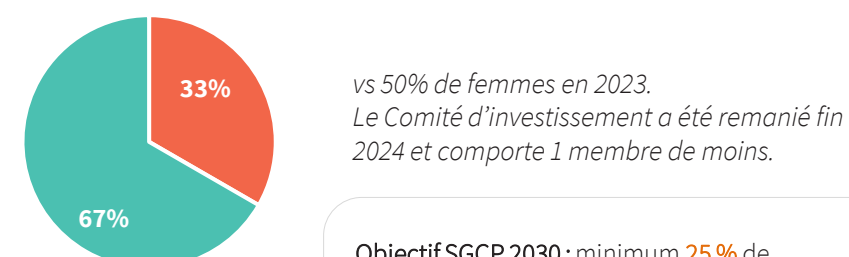 33%
67%
vs 50% de femmes en 2023.
Le Comité d’investissement a été remanié fin
2024 et comporte 1 membre de moins.
Objectif SGCP 2030 : minimum 25 % de